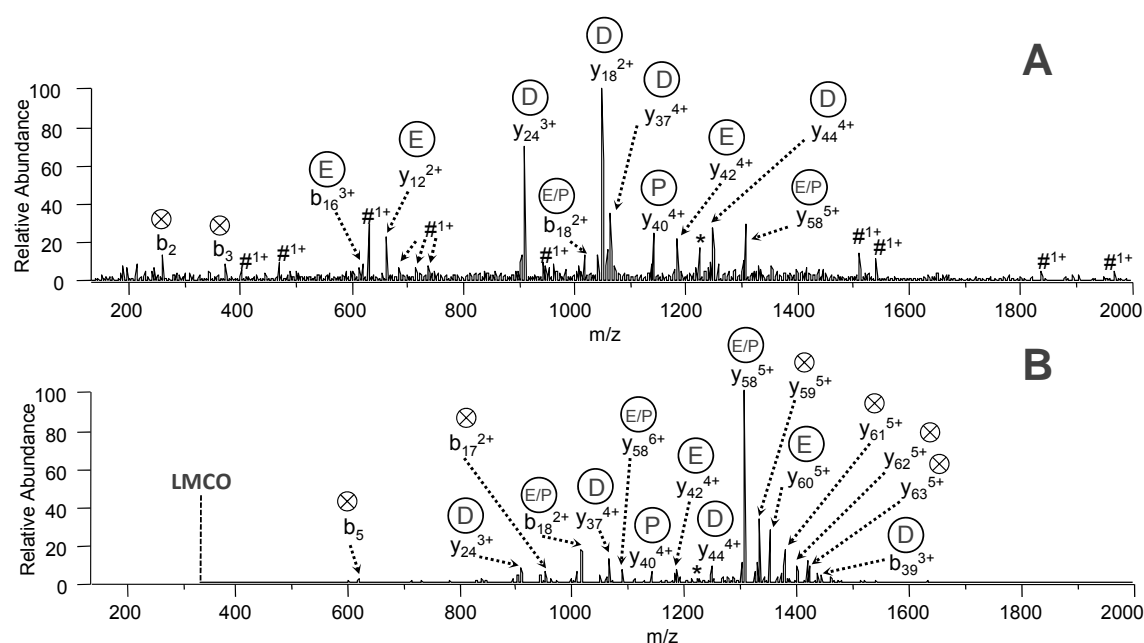 A
Relative Abundance
100
80
60
40
20
0
⊗
b2
⊗
b3
#1+
#1+
E
b16 3+
#1+
E
y12 2+
#1+
D
y24 3+
#1+
E/P
b18 2+
D
y18 2+
D
y37 4+
P
y40 4+
E
y42 4+
*
D
y44 4+
E/P
y58 5+
#1+
#1+
#1+
#1+
200 400 600 800 1000 1200 1400 1600 1800 2000
m/z
B
Relative Abundance
100
80
60
40
20
0
LMCO
⊗
b5
⊗
b17 2+
D
y24 3+
E/P
b18 2+
D
y37 4+
E/P
y58 6+
P
y40 4+
E
y42 4+
*
D
y44 4+
E/P
y58 5+
⊗
y59 5+
E
y60 5+
⊗
y61 5+
⊗
y62 5+
⊗
y63 5+
D
b39 3+
200 400 600 800 1000 1200 1400 1600 1800 2000
m/z